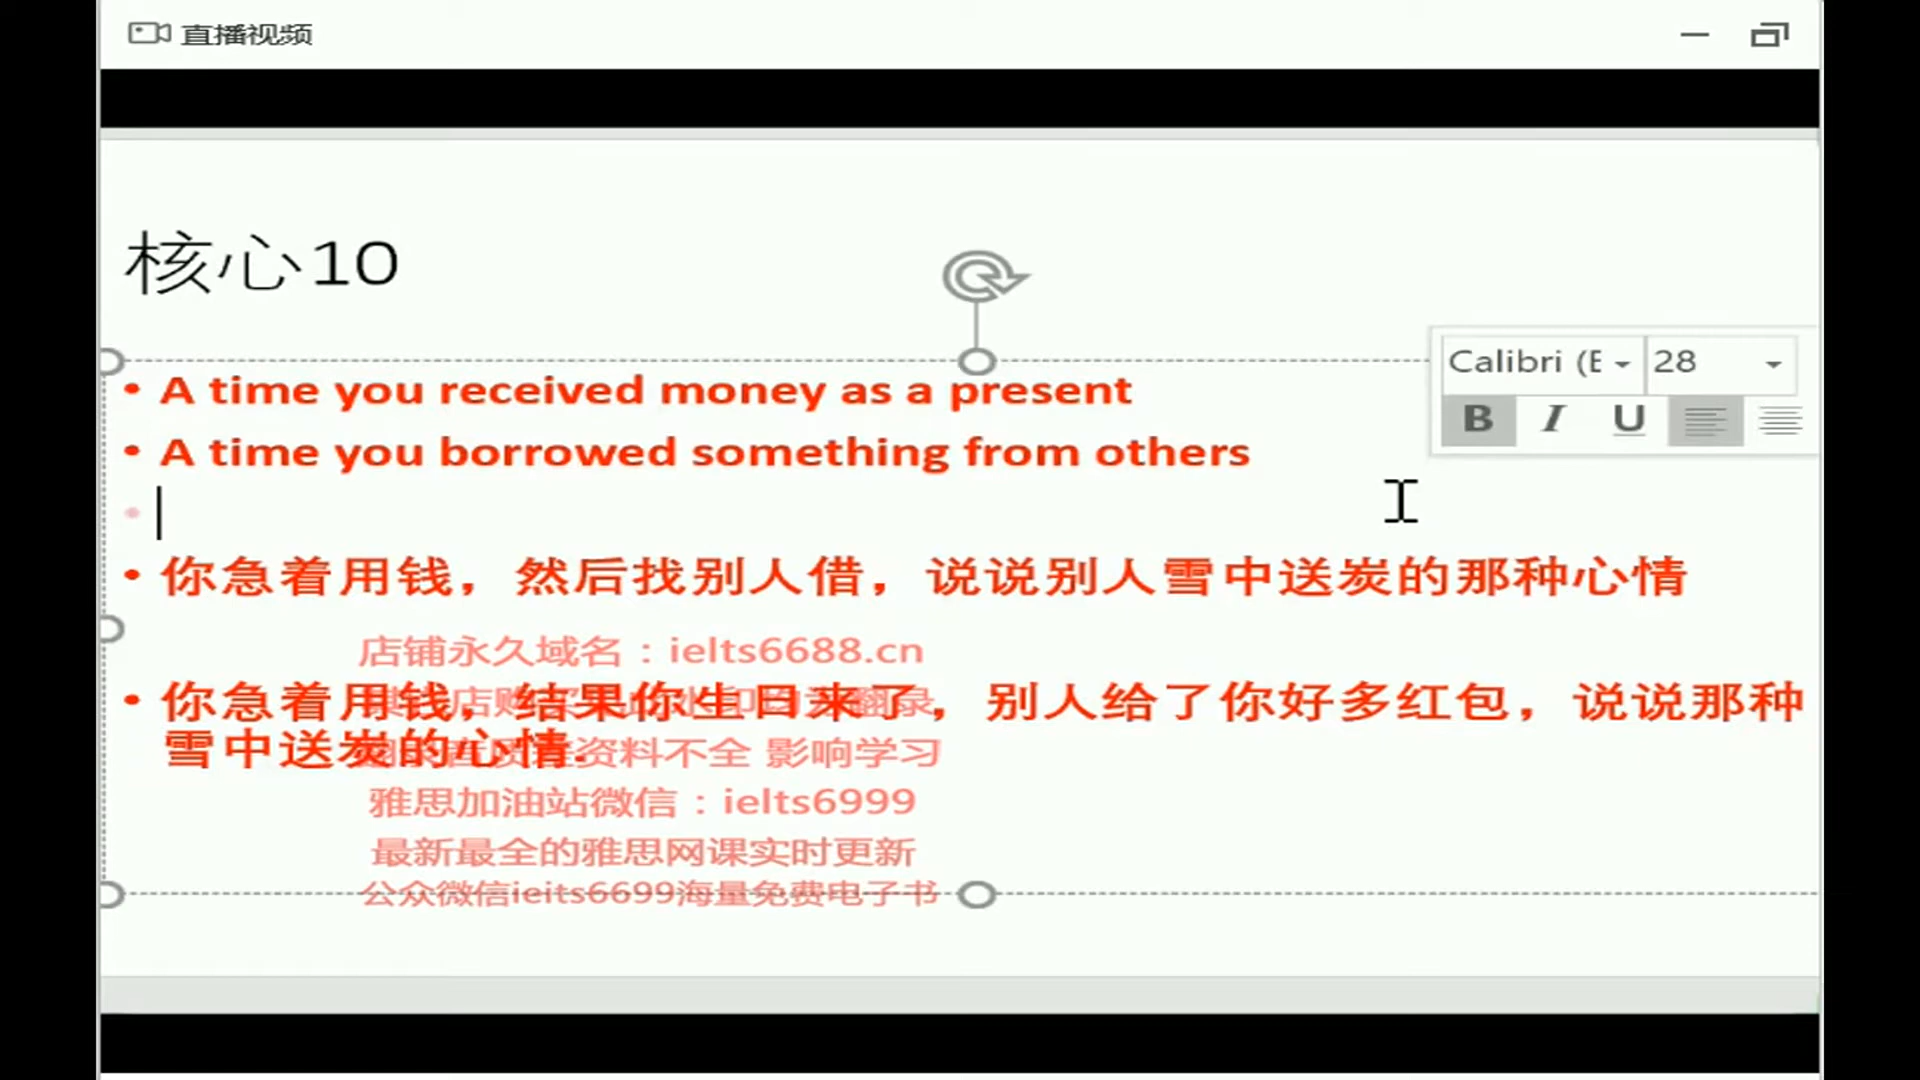 直播视频
核心10
Calibri (E
28
B I U
• A time you received money as a present
• A time you borrowed something from others
•
• 你急着用钱，然后找别人借，说说别人雪中送炭的那种心情
店铺永久域名：ielts6688.cn
• 你急着用钱，结果你生日来了，别人给了你好多红包，说说那种
雪中送炭的心情.
资料不全 影响学习
雅思加油站微信：ielts6999
最新最全的雅思网课实时更新
公众微信ieits6699海量免费电子书